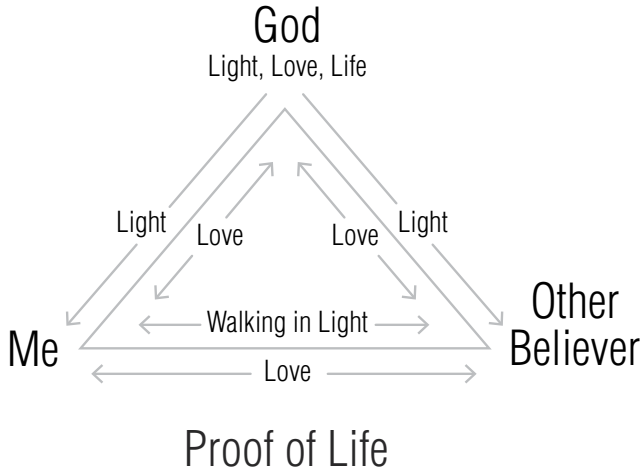 God
Light, Love, Life
Light
Love
Love
Light
Walking in Light
Me
Other
Believer
Love
Proof of Life